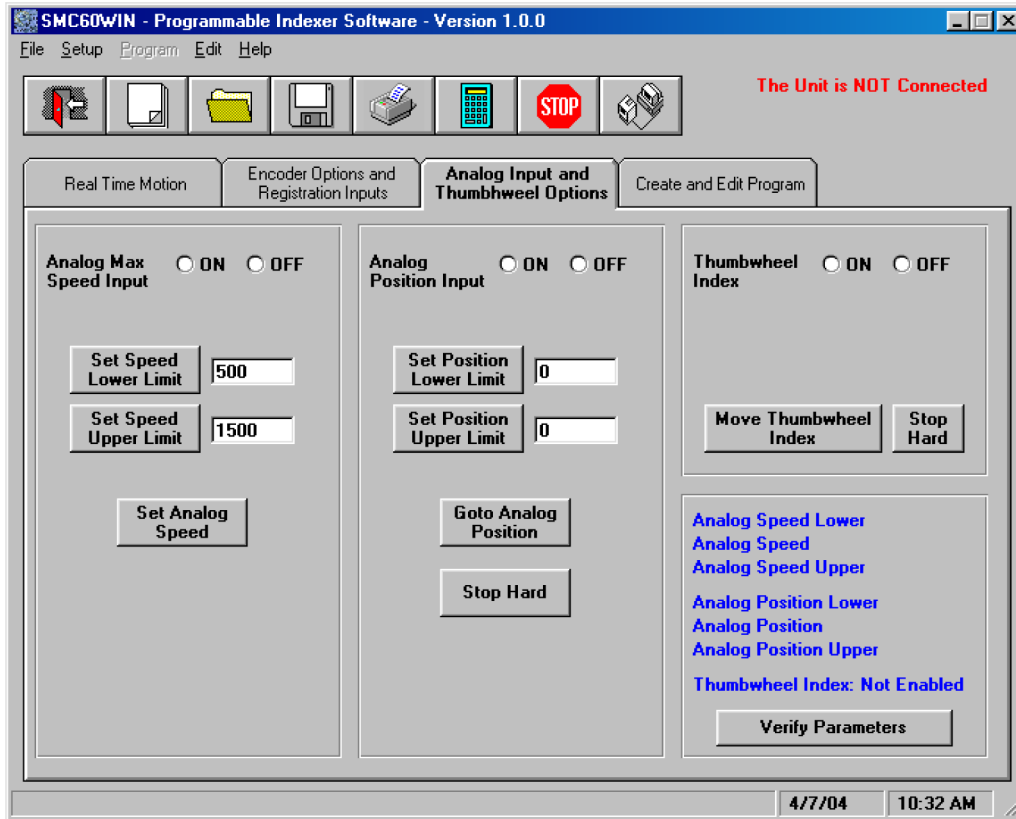 SMC60WIN - Programmable Indexer Software - Version 1.0.0
File Setup Program Edit Help
STOP
The Unit is NOT Connected
Real Time Motion
Encoder Options and
Registration Inputs
Analog Input and
Thumbhweel Options
Create and Edit Program
Analog Max
Speed Input
ON OFF
Set Speed
Lower Limit
500
Set Speed
Upper Limit
1500
Set Analog
Speed
Analog
Position Input
ON OFF
Set Position
Lower Limit
0
Set Position
Upper Limit
0
Goto Analog
Position
Stop Hard
Thumbwheel
Index
ON OFF
Move Thumbwheel
Index
Stop
Hard
Analog Speed Lower
Analog Speed
Analog Speed Upper
Analog Position Lower
Analog Position
Analog Position Upper
Thumbwheel Index: Not Enabled
Verify Parameters
4/7/04
10:32 AM